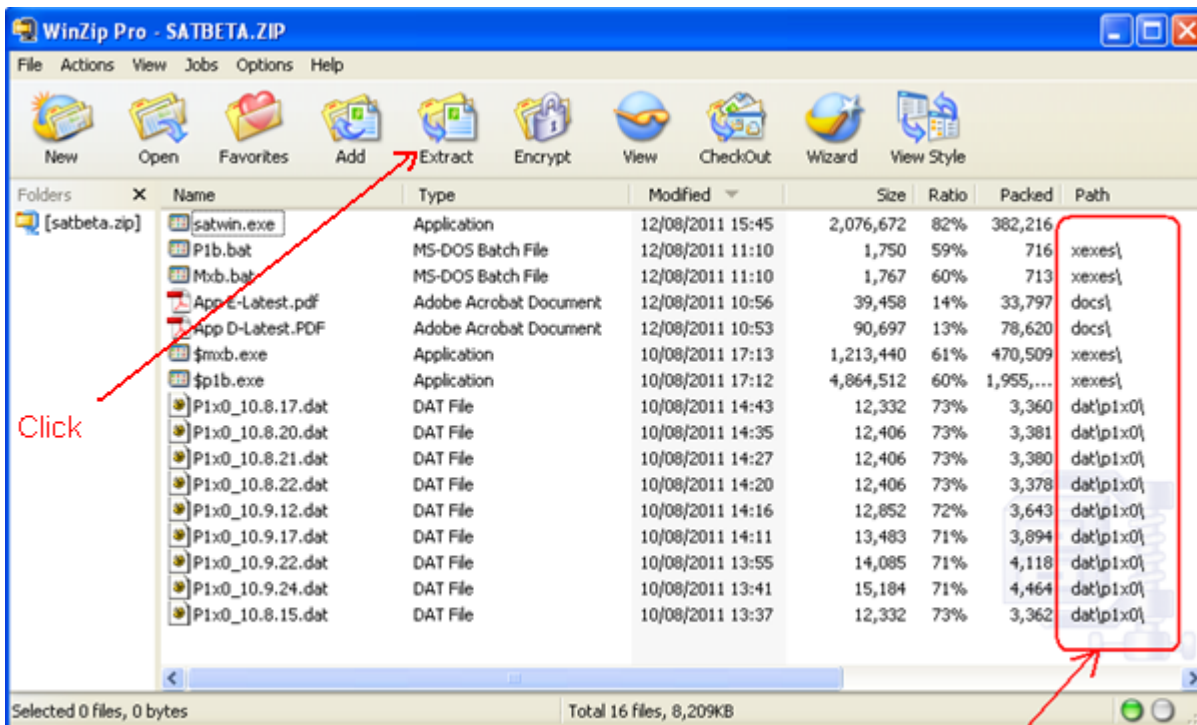 WinZip Pro - SATBETA.ZIP
File Actions View Jobs Options Help
New Open Favorites Add Extract Encrypt View CheckOut Wizard View Style
Folders Name Type Modified Size Ratio Packed Path
[satbeta.zip] satwin.exe Application 12/08/2011 15:45 2,076,672 82% 382,216
P1b.bat MS-DOS Batch File 12/08/2011 11:10 1,750 59% 716 xexes\
Mxb.bat MS-DOS Batch File 12/08/2011 11:10 1,767 60% 713 xexes\
App E-Latest.pdf Adobe Acrobat Document 12/08/2011 10:56 39,458 14% 33,797 docs\
App D-Latest.PDF Adobe Acrobat Document 12/08/2011 10:53 90,697 13% 78,620 docs\
$mxb.exe Application 10/08/2011 17:13 1,213,440 61% 470,509 xexes\
$p1b.exe Application 10/08/2011 17:12 4,864,512 60% 1,955,... xexes\
P1x0_10.8.17.dat DAT File 10/08/2011 14:43 12,332 73% 3,360 dat\p1x0\
Click
P1x0_10.8.20.dat DAT File 10/08/2011 14:35 12,406 73% 3,381 dat\p1x0\
P1x0_10.8.21.dat DAT File 10/08/2011 14:27 12,406 73% 3,380 dat\p1x0\
P1x0_10.8.22.dat DAT File 10/08/2011 14:20 12,406 73% 3,378 dat\p1x0\
P1x0_10.9.12.dat DAT File 10/08/2011 14:16 12,852 72% 3,643 dat\p1x0\
P1x0_10.9.17.dat DAT File 10/08/2011 14:11 13,483 71% 3,894 dat\p1x0\
P1x0_10.9.22.dat DAT File 10/08/2011 13:55 14,085 71% 4,118 dat\p1x0\
P1x0_10.9.24.dat DAT File 10/08/2011 13:41 15,184 71% 4,464 dat\p1x0\
P1x0_10.8.15.dat DAT File 10/08/2011 13:37 12,332 73% 3,362 dat\p1x0\
Selected 0 files, 0 bytes Total 16 files, 8,209KB